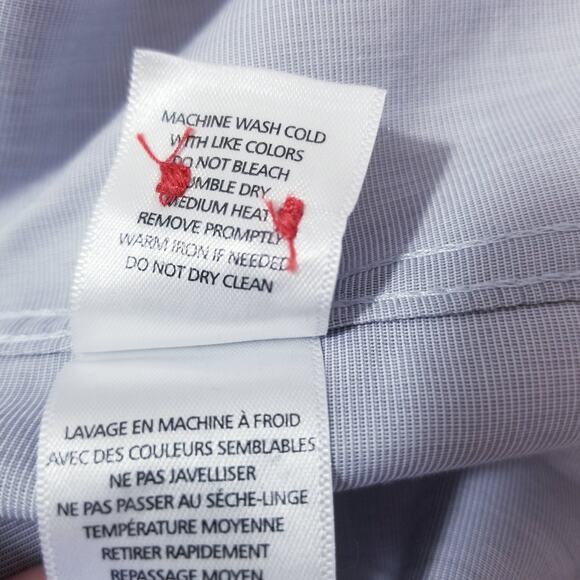 MACHINE WASH COLD
WITH LIKE COLORS
DO NOT BLEACH
TUMBLE DRY
MEDIUM HEAT
REMOVE PROMPTLY
WARM IRON IF NEEDED
DO NOT DRY CLEAN
LAVAGE EN MACHINE À FROID
AVEC DES COULEURS SEMBLABLES
NE PAS JAVELLISER
NE PAS PASSER AU SÉCHE-LINGE
TEMPÉRATURE MOYENNE
RETIRER RAPIDEMENT
REPASSAGE MOYEN